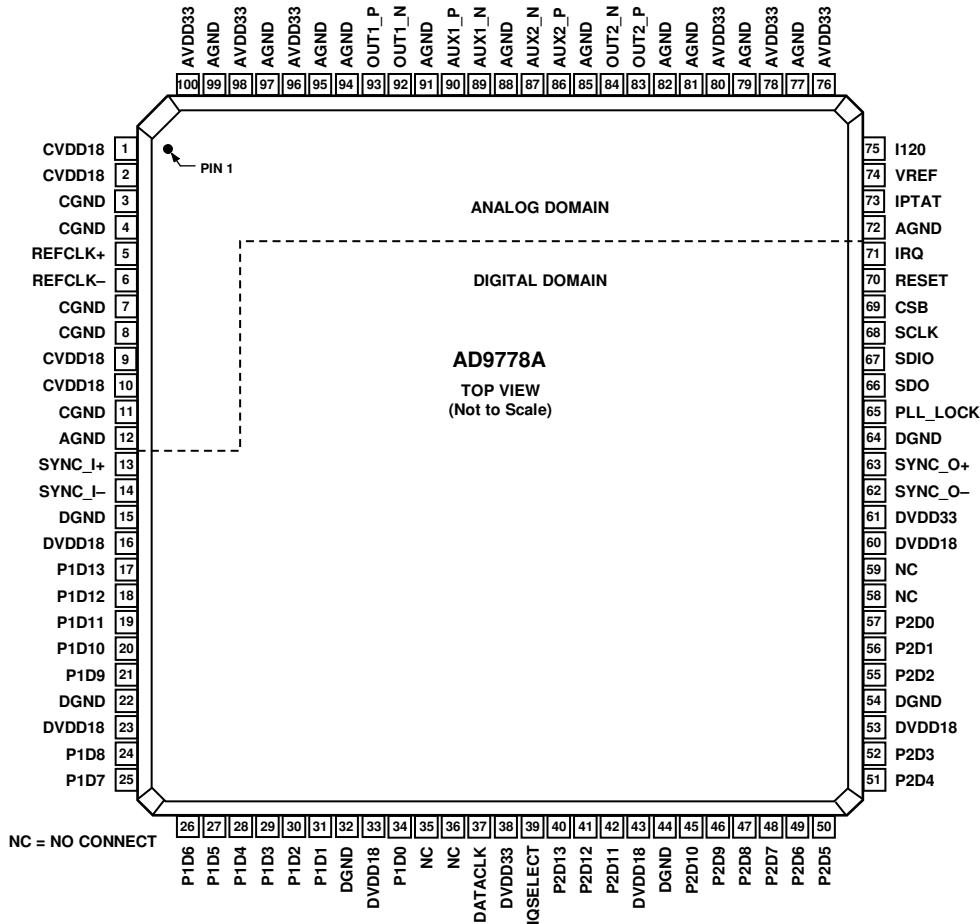 AVDD33 AGND AVDD33 AGND AVDD33 AGND AGND OUT1_P OUT1_N AGND AUX1_P AUX1_N AGND AUX2_N AUX2_P AGND OUT2_N OUT2_P AGND AGND AVDD33 AGND AVDD33 AGND AVDD33
100 99 98 97 96 95 94 93 92 91 90 89 88 87 86 85 84 83 82 81 80 79 78 77 76
CVDD18 1
CVDD18 2
CGND 3
CGND 4
REFCLK+ 5
REFCLK– 6
CGND 7
CGND 8
CVDD18 9
CVDD18 10
CGND 11
AGND 12
SYNC_I+ 13
SYNC_I– 14
DGND 15
DVDD18 16
P1D13 17
P1D12 18
P1D11 19
P1D10 20
P1D9 21
DGND 22
DVDD18 23
P1D8 24
P1D7 25
PIN 1
ANALOG DOMAIN
DIGITAL DOMAIN
AD9778A
TOP VIEW
(Not to Scale)
75 I120
74 VREF
73 IPTAT
72 AGND
71 IRQ
70 RESET
69 CSB
68 SCLK
67 SDIO
66 SDO
65 PLL_LOCK
64 DGND
63 SYNC_O+
62 SYNC_O–
61 DVDD33
60 DVDD18
59 NC
58 NC
57 P2D0
56 P2D1
55 P2D2
54 DGND
53 DVDD18
52 P2D3
51 P2D4
26 27 28 29 30 31 32 33 34 35 36 37 38 39 40 41 42 43 44 45 46 47 48 49 50
P1D6 P1D5 P1D4 P1D3 P1D2 P1D1 DGND DVDD18 P1D0 NC NC DATACLK DVDD33 IQSELECT P2D13 P2D12 P2D11 DVDD18 DGND P2D10 P2D9 P2D8 P2D7 P2D6 P2D5
NC = NO CONNECT